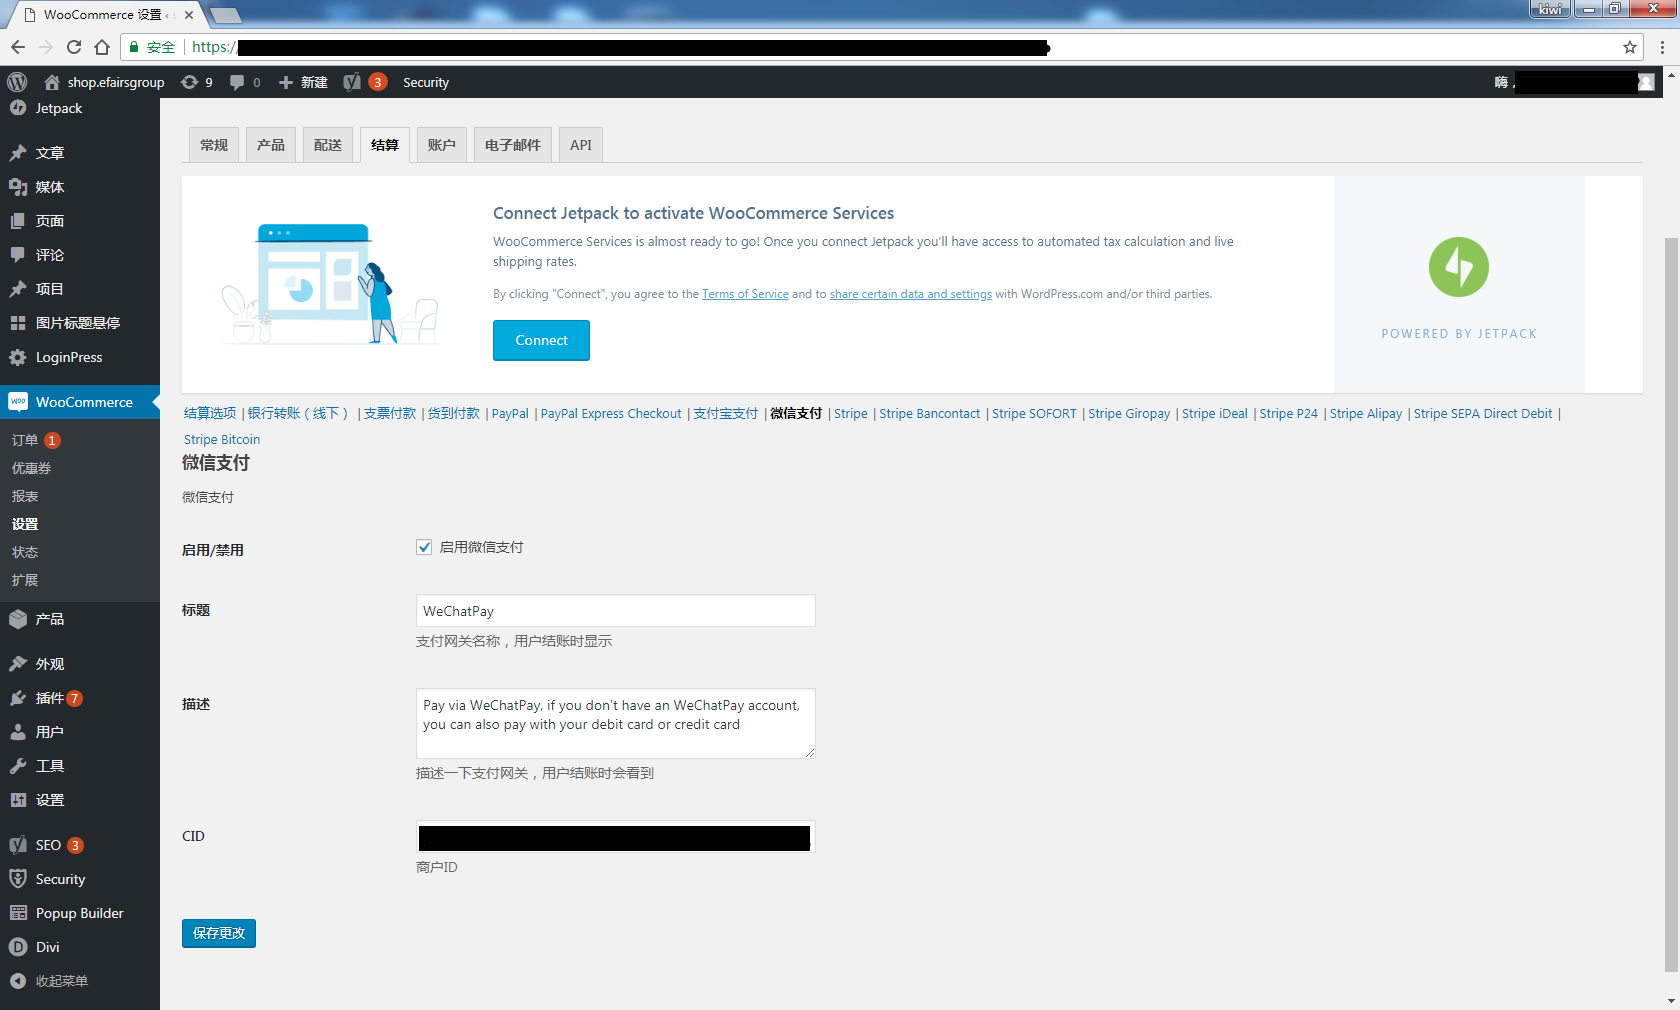 WooCommerce 设置 ‹ s
kiwi
安全 | https:/
shop.efairsgroup 9 0 新建 3 Security 嗨，
Jetpack
文章
媒体
页面
评论
项目
图片标题悬停
LoginPress
WooCommerce
订单 1
优惠券
报表
设置
状态
扩展
产品
外观
插件 7
用户
工具
设置
SEO 3
Security
Popup Builder
Divi
收起菜单
常规 产品 配送 结算 账户 电子邮件 API
Connect Jetpack to activate WooCommerce Services
WooCommerce Services is almost ready to go! Once you connect Jetpack you'll have access to automated tax calculation and live
shipping rates.
By clicking "Connect", you agree to the Terms of Service and to share certain data and settings with WordPress.com and/or third parties.
Connect
POWERED BY JETPACK
结算选项 | 银行转账（线下） | 支票付款 | 货到付款 | PayPal | PayPal Express Checkout | 支付宝支付 | 微信支付 | Stripe | Stripe Bancontact | Stripe SOFORT | Stripe Giropay | Stripe iDeal | Stripe P24 | Stripe Alipay | Stripe SEPA Direct Debit |
Stripe Bitcoin
微信支付
微信支付
启用/禁用 启用微信支付
标题 WeChatPay
支付网关名称，用户结账时显示
描述 Pay via WeChatPay, if you don't have an WeChatPay account,
you can also pay with your debit card or credit card
描述一下支付网关，用户结账时会看到
CID
商户ID
保存更改